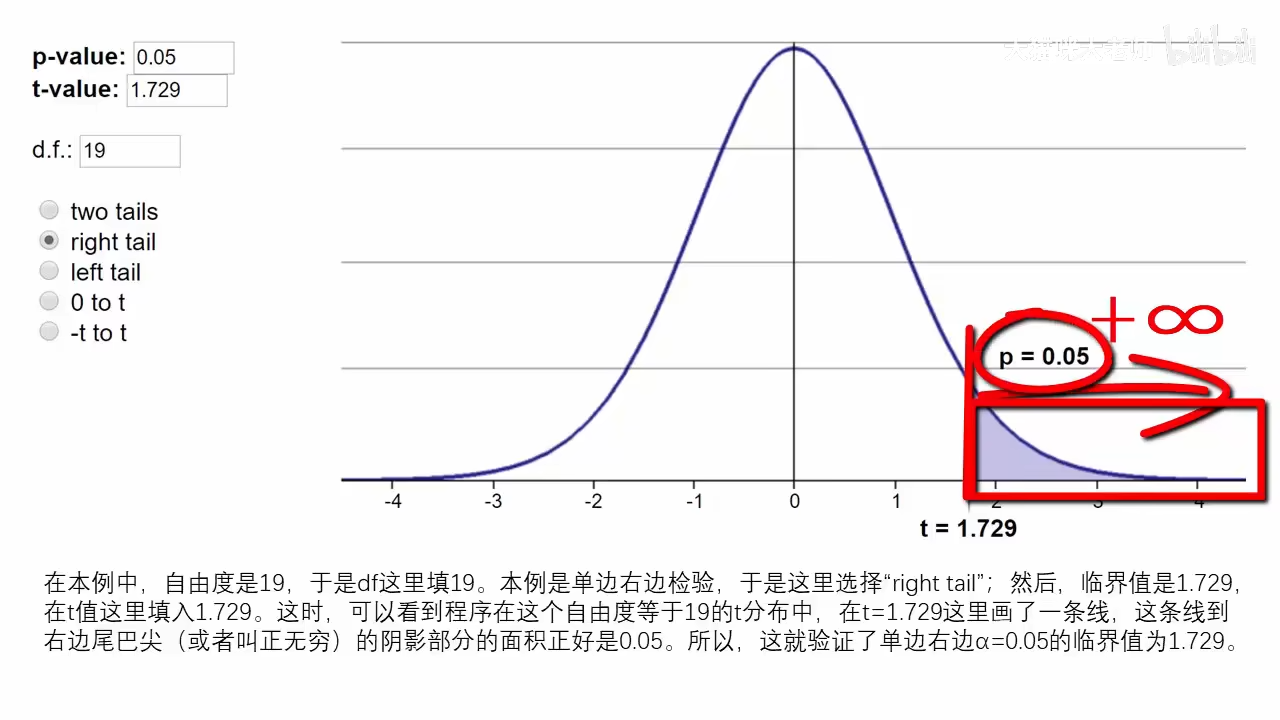 p-value: 0.05
t-value: 1.729
d.f.: 19
two tails
right tail
left tail
0 to t
-t to t
大猫咪大老师 bilibili
+ ∞
p = 0.05
-4 -3 -2 -1 0 1 2 3 4
t = 1.729
在本例中，自由度是19，于是df这里填19。本例是单边右边检验，于是这里选择“right tail”；然后，临界值是1.729，
在t值这里填入1.729。这时，可以看到程序在这个自由度等于19的t分布中，在t=1.729这里画了一条线，这条线到
右边尾巴尖（或者叫正无穷）的阴影部分的面积正好是0.05。所以，这就验证了单边右边α=0.05的临界值为1.729。